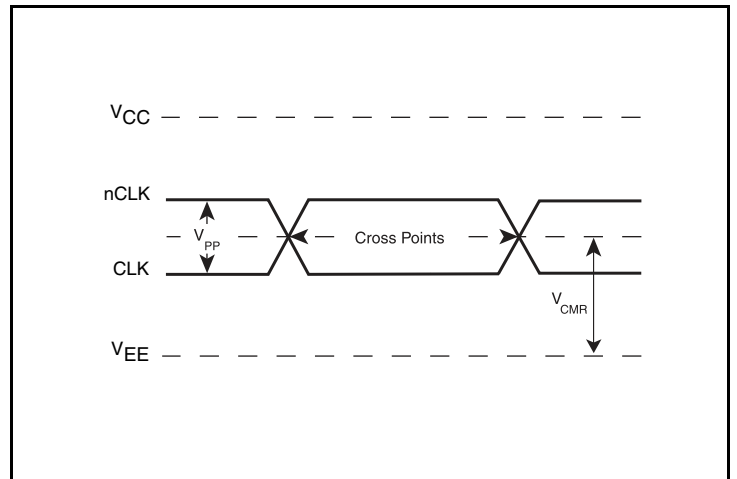 VCC
nCLK
VPP
Cross Points
CLK
VCMR
VEE